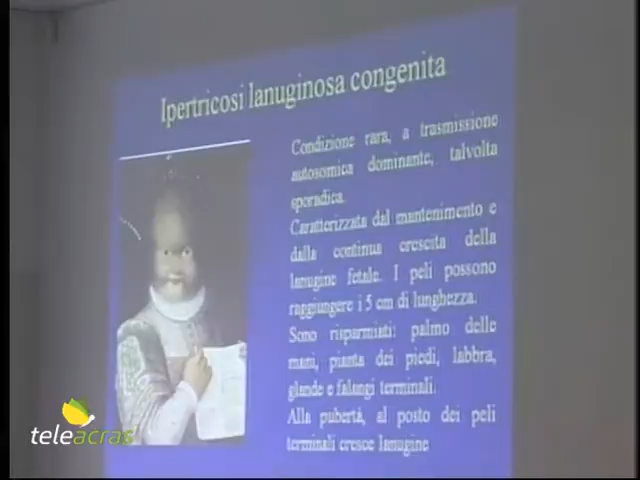 Ipertricosi lanuginosa congenita
Condizione rara, a trasmissione
autosomica dominante, talvolta
sporadica.
Caratterizzata dal mantenimento e
dalla continua crescita della
lanugine fetale. I peli possono
raggiungere i 5 cm di lunghezza.
Sono risparmiati: palmo delle
mani, pianta dei piedi, labbra,
glande e falangi terminali.
Alla pubertà, al posto dei peli
terminali cresce lanugine
teleacras